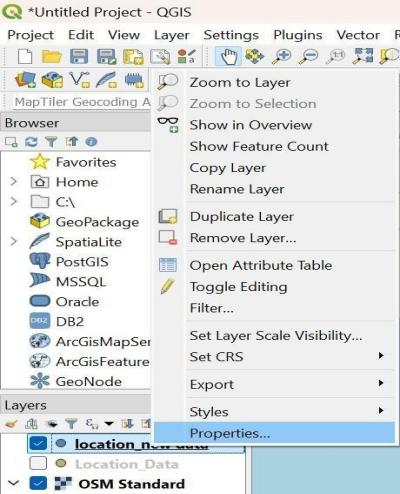 *Untitled Project - QGIS
Project Edit View Layer Settings Plugins Vector
MapTiler Geocoding A
Zoom to Layer
Zoom to Selection
Show in Overview
Show Feature Count
Copy Layer
Rename Layer
Duplicate Layer
Remove Layer...
Open Attribute Table
Toggle Editing
Filter...
Set Layer Scale Visibility...
Set CRS
Export
Styles
Properties...
Browser
Favorites
Home
C:\
GeoPackage
SpatiaLite
PostGIS
MSSQL
Oracle
DB2
DB2
ArcGisMapSer
ArcGisFeature
GeoNode
Layers
location_new_data
Location_Data
OSM Standard